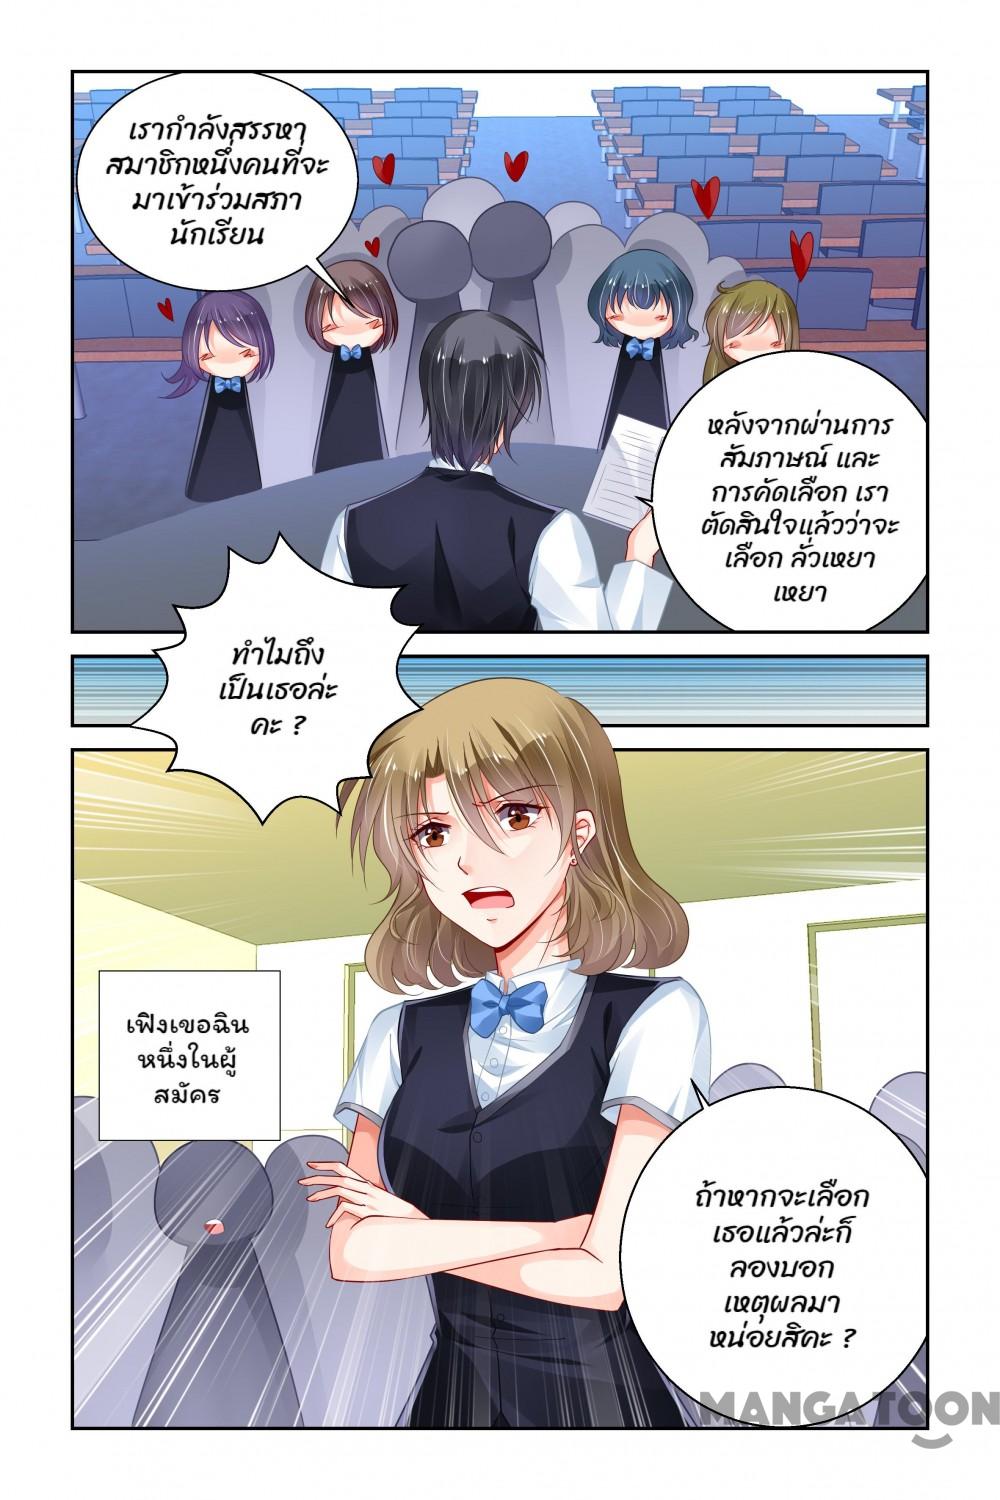 เรากำลังสรรหา
สมาชิกหนึ่งคนที่จะ
มาเข้าร่วมสภา
นักเรียน
หลังจากผ่านการ
สัมภาษณ์ และ
การคัดเลือก เรา
ตัดสินใจแล้วว่าจะ
เลือก ลั่วเหยา
เหยา
ทำไมถึง
เป็นเธอล่ะ
คะ ?
เฟิงเขอฉิน
หนึ่งในผู้
สมัคร
ถ้าหากจะเลือก
เธอแล้วล่ะก็
ลองบอก
เหตุผลมา
หน่อยสิคะ ?
MANGATOON